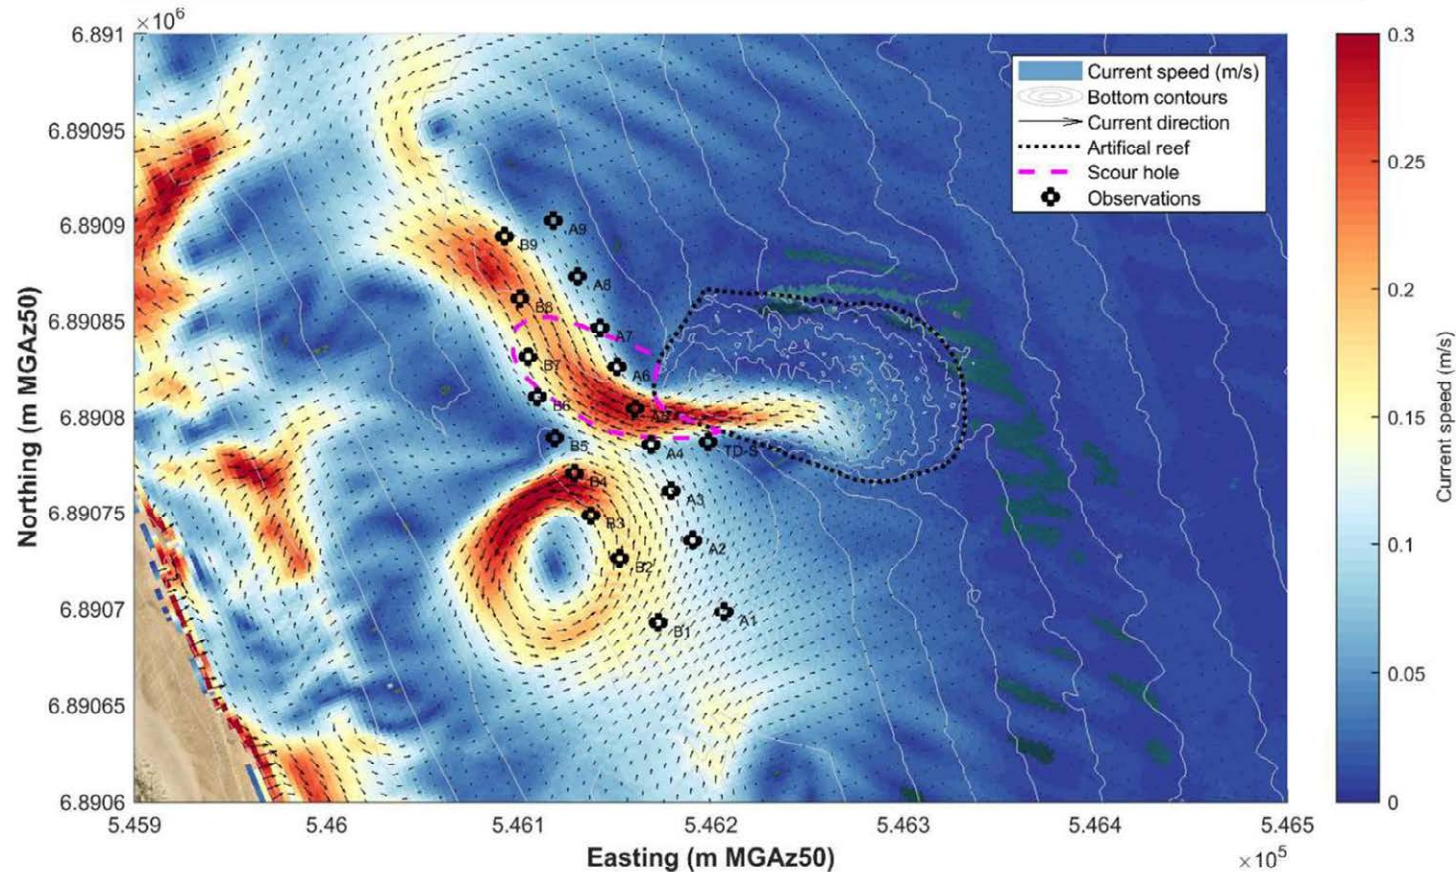 ×10⁶
6.891
6.89095
6.8909
6.89085
6.8908
6.89075
6.8907
6.89065
6.8906
Northing (m MGAz50)
Current speed (m/s)
Bottom contours
Current direction
Artifical reef
Scour hole
Observations
A9
B9
A8
B8
A7
B7
A6
B6
A5
B5
A4
TD-S
B4
A3
B3
A2
B2
A1
B1
5.459
5.46
5.461
5.462
5.463
5.464
5.465
Easting (m MGAz50)
×10⁵
0.3
0.25
0.2
0.15
0.1
0.05
0
Current speed (m/s)